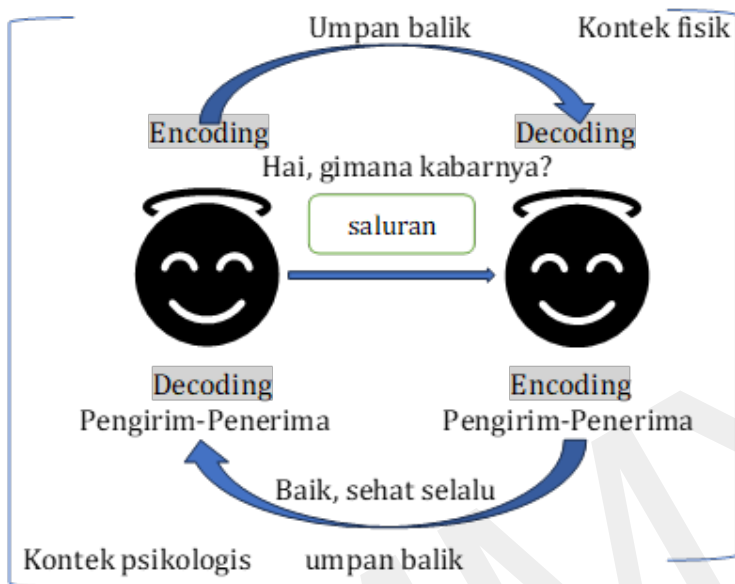 Umpan balik
Kontek fisik
Encoding
Decoding
Hai, gimana kabarnya?
saluran
Decoding
Encoding
Pengirim-Penerima
Pengirim-Penerima
Baik, sehat selalu
Kontek psikologis
umpan balik